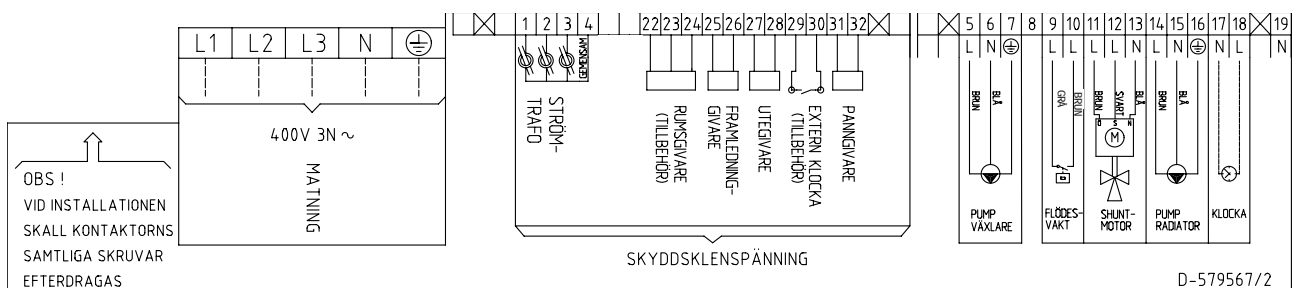 L1 L2 L3 N
400V 3N ~
MATNING
OBS !
VID INSTALLATIONEN
SKALL KONTAKTORNS
SAMTLIGA SKRUVAR
EFTERDRAGAS
1 2 3 4
GEMENSAM
STRÖM-
TRAFO
22 23 24 25 26 27 28 29 30 31 32
RUMSGIVARE
(TILLBEHÖR)
FRAMLEDNING-
GIVARE
UTEGIVARE
EXTERN KLOCKA
(TILLBEHÖR)
PANNGIVARE
SKYDDSKLENSPÄNNING
5 6 7 8 9 10 11 12 13 14 15 16 17 18 19
L N L L L L N L N N L N
BRUN BLÅ
GRÅ BRUN
BRUN SVART BLÅ
BRUN BLÅ
Ö S N
M
PUMP
VÄXLARE
FLÖDES-
VAKT
SHUNT-
MOTOR
PUMP
RADIATOR
KLOCKA
D-579567/2